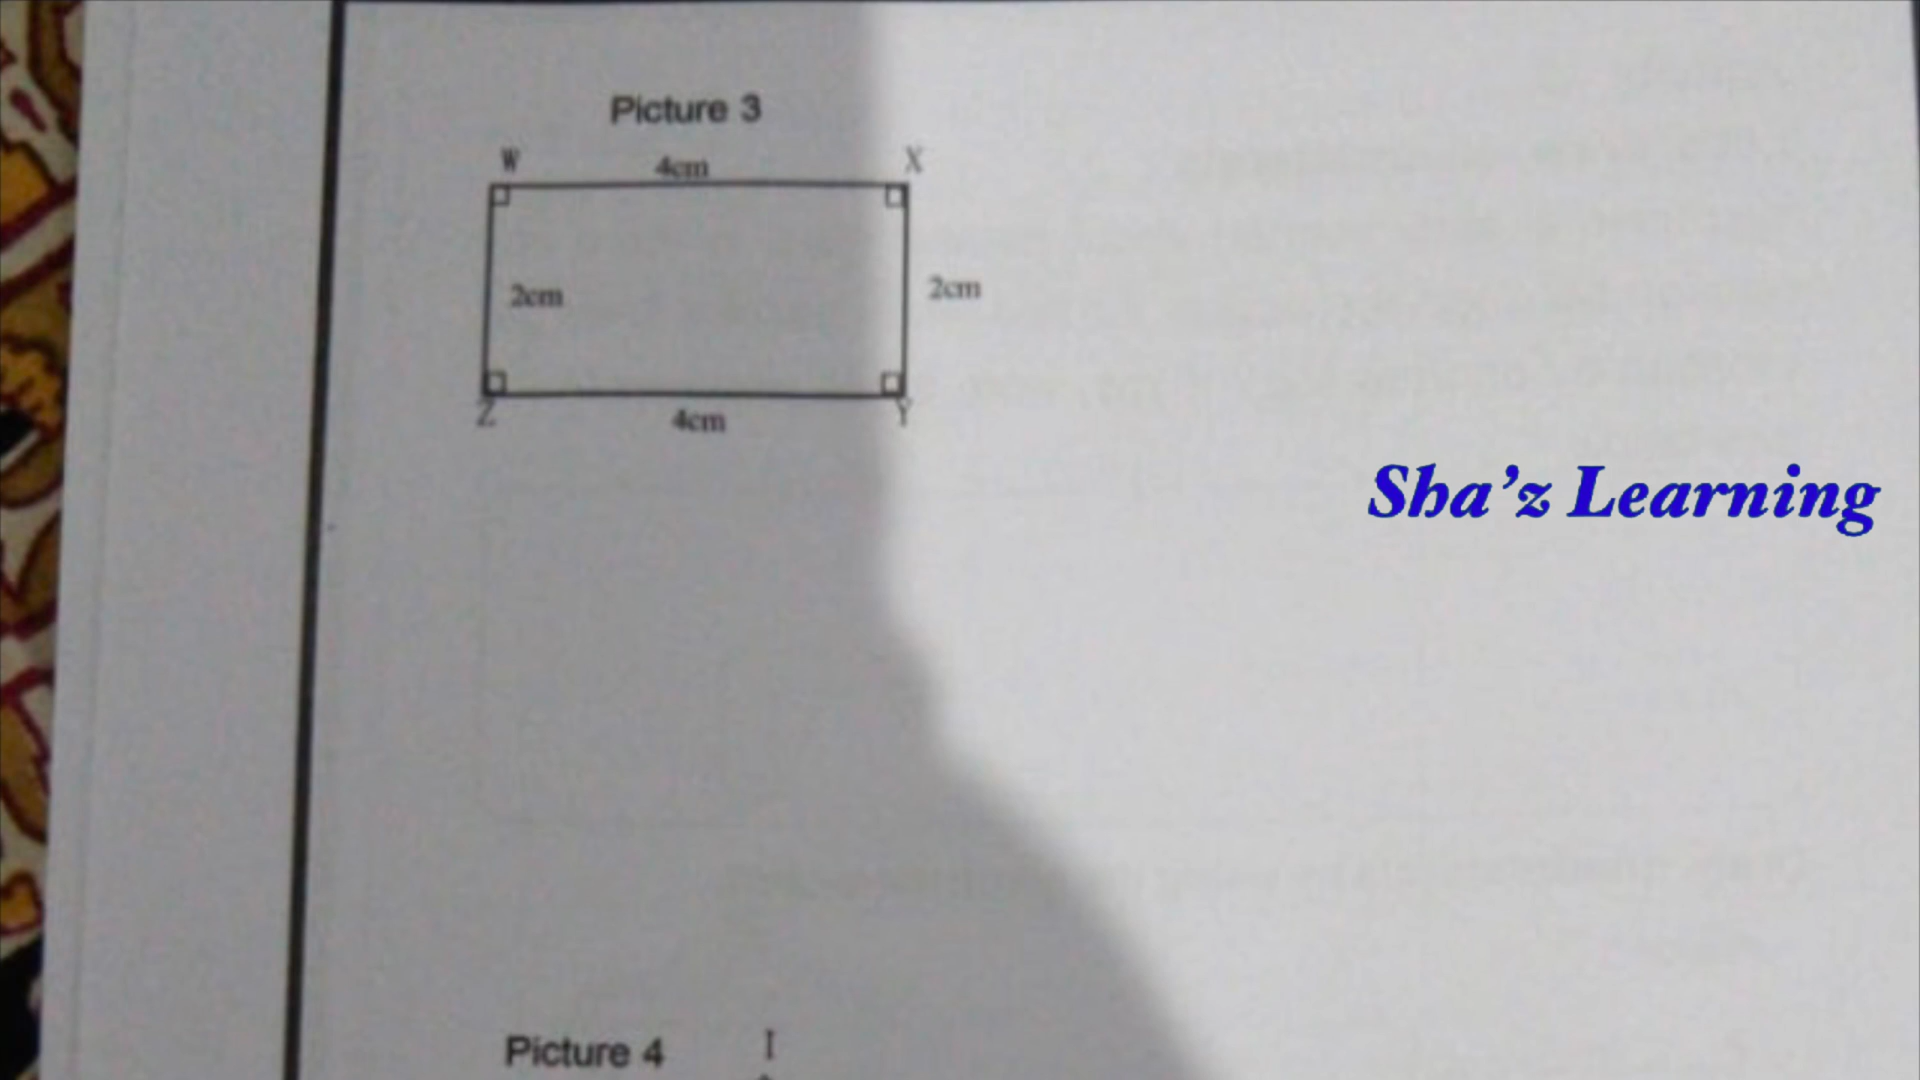 Picture 3
W 4cm X
2cm 2cm
Z 4cm Y
Sha’z Learning
Picture 4 I